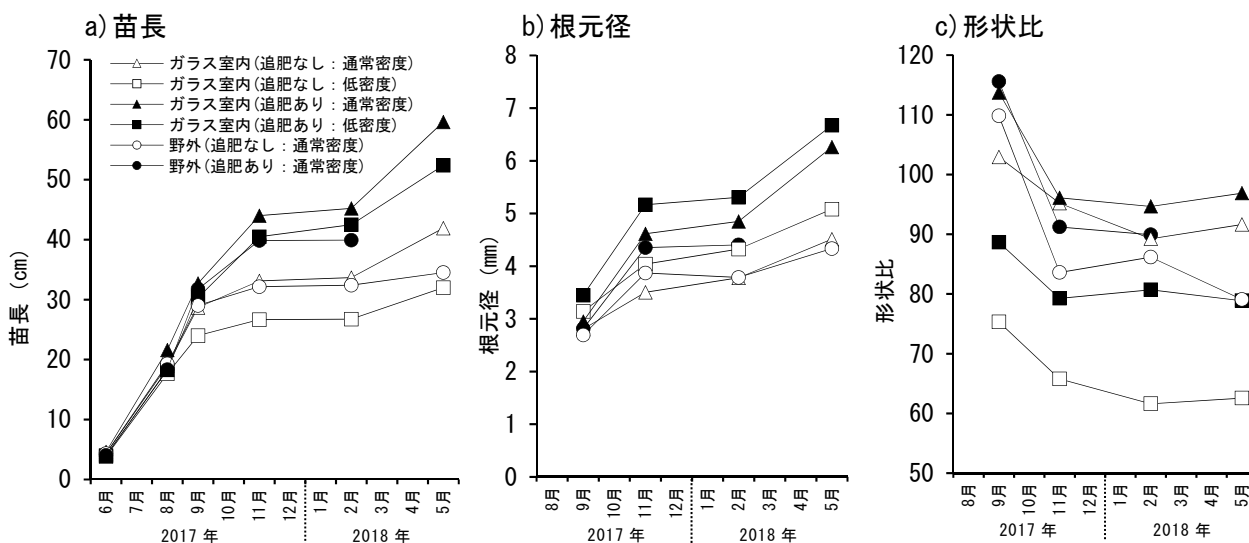 a)苗長
70
60
50
40
30
20
10
0
苗長 (cm)
ガラス室内(追肥なし：通常密度)
ガラス室内(追肥なし：低密度)
ガラス室内(追肥あり：通常密度)
ガラス室内(追肥あり：低密度)
野外(追肥なし：通常密度)
野外(追肥あり：通常密度)
6月
7月
8月
9月
10月
11月
12月
1月
2月
3月
4月
5月
2017 年
2018 年
b)根元径
8
7
6
5
4
3
2
1
0
根元径 (mm)
8月
9月
10月
11月
12月
1月
2月
3月
4月
5月
2017 年
2018 年
c)形状比
120
110
100
90
80
70
60
50
形状比
8月
9月
10月
11月
12月
1月
2月
3月
4月
5月
2017 年
2018 年